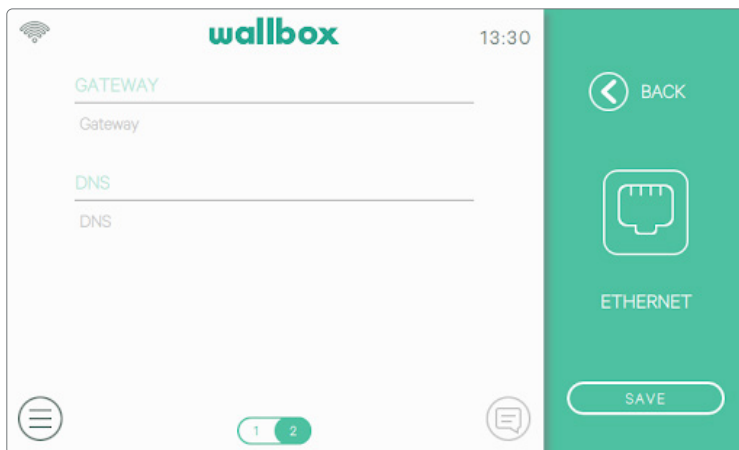 wallbox
13:30
GATEWAY
Gateway
DNS
DNS
1 2
BACK
ETHERNET
SAVE